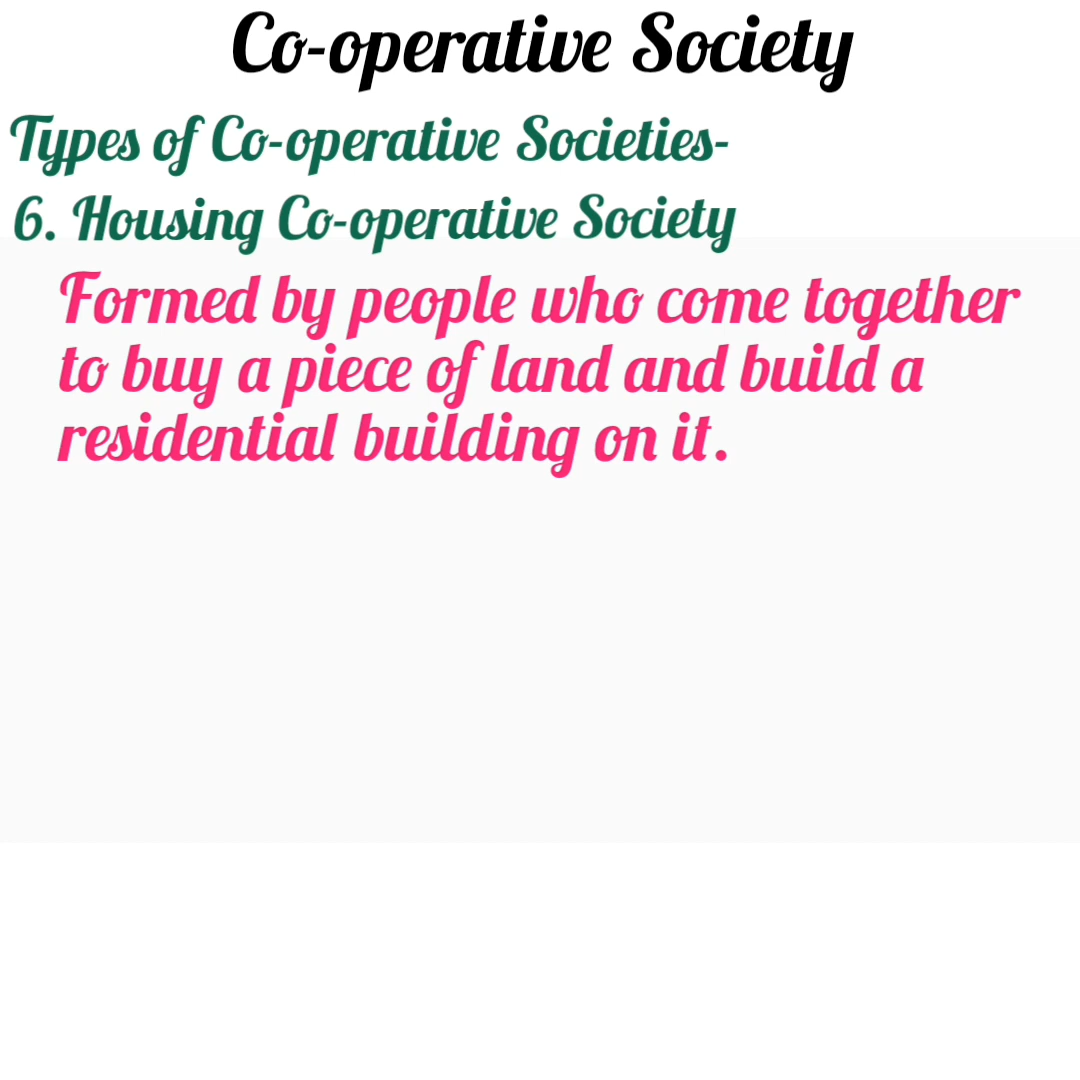 Co-operative Society
Types of Co-operative Societies-
6. Housing Co-operative Society
Formed by people who come together
to buy a piece of land and build a
residential building on it.